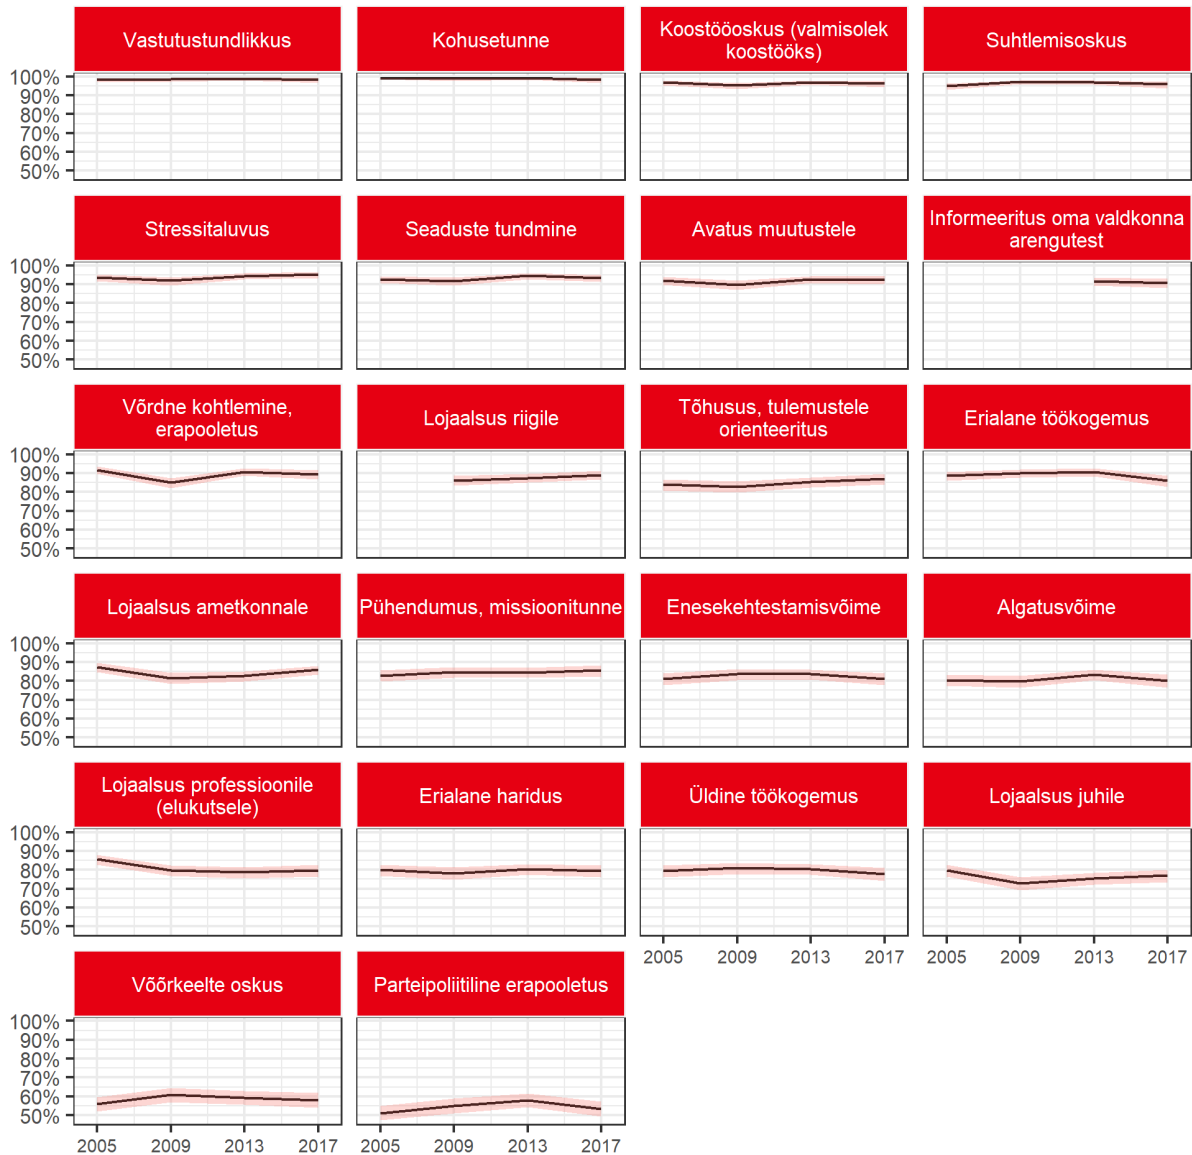 Vastutustundlikkus
Kohusetunne
Koostööoskus (valmisolek
koostööks)
Suhtlemisoskus
100%
90%
80%
70%
60%
50%
Stressitaluvus
Seaduste tundmine
Avatus muutustele
Informeeritus oma valdkonna
arengutest
100%
90%
80%
70%
60%
50%
Võrdne kohtlemine,
erapooletus
Lojaalsus riigile
Tõhusus, tulemustele
orienteeritus
Erialane töökogemus
100%
90%
80%
70%
60%
50%
Lojaalsus ametkonnale
Pühendumus, missioonitunne
Enesekehtestamisvõime
Algatusvõime
100%
90%
80%
70%
60%
50%
Lojaalsus professioonile
(elukutsele)
Erialane haridus
Üldine töökogemus
Lojaalsus juhile
100%
90%
80%
70%
60%
50%
2005 2009 2013 2017
2005 2009 2013 2017
Võõrkeelte oskus
Parteipoliitiline erapooletus
100%
90%
80%
70%
60%
50%
2005 2009 2013 2017
2005 2009 2013 2017